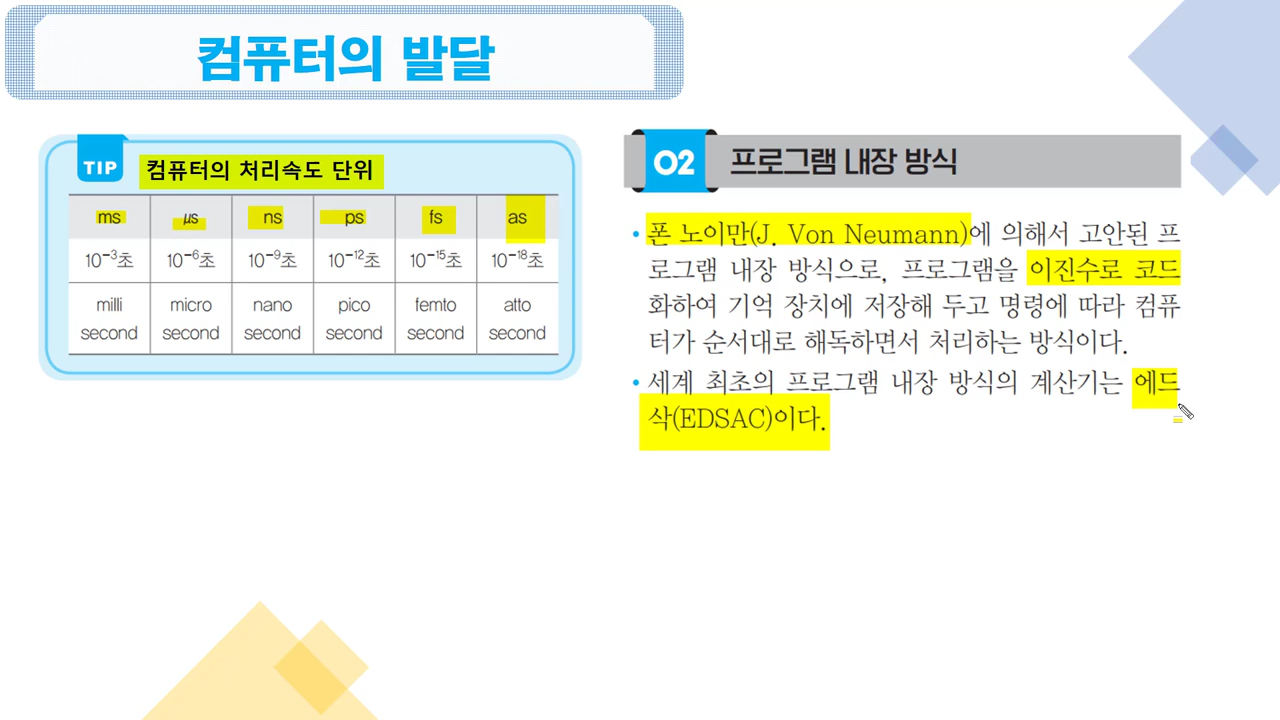 컴퓨터의 발달
TIP 컴퓨터의 처리속도 단위
ms μs ns ps fs as
10⁻³초 10⁻⁶초 10⁻⁹초 10⁻¹²초 10⁻¹⁵초 10⁻¹⁸초
milli micro nano pico femto atto
second second second second second second
02 프로그램 내장 방식
• 폰 노이만(J. Von Neumann)에 의해서 고안된 프
로그램 내장 방식으로, 프로그램을 이진수로 코드
화하여 기억 장치에 저장해 두고 명령에 따라 컴퓨
터가 순서대로 해독하면서 처리하는 방식이다.
• 세계 최초의 프로그램 내장 방식의 계산기는 에드
삭(EDSAC)이다.